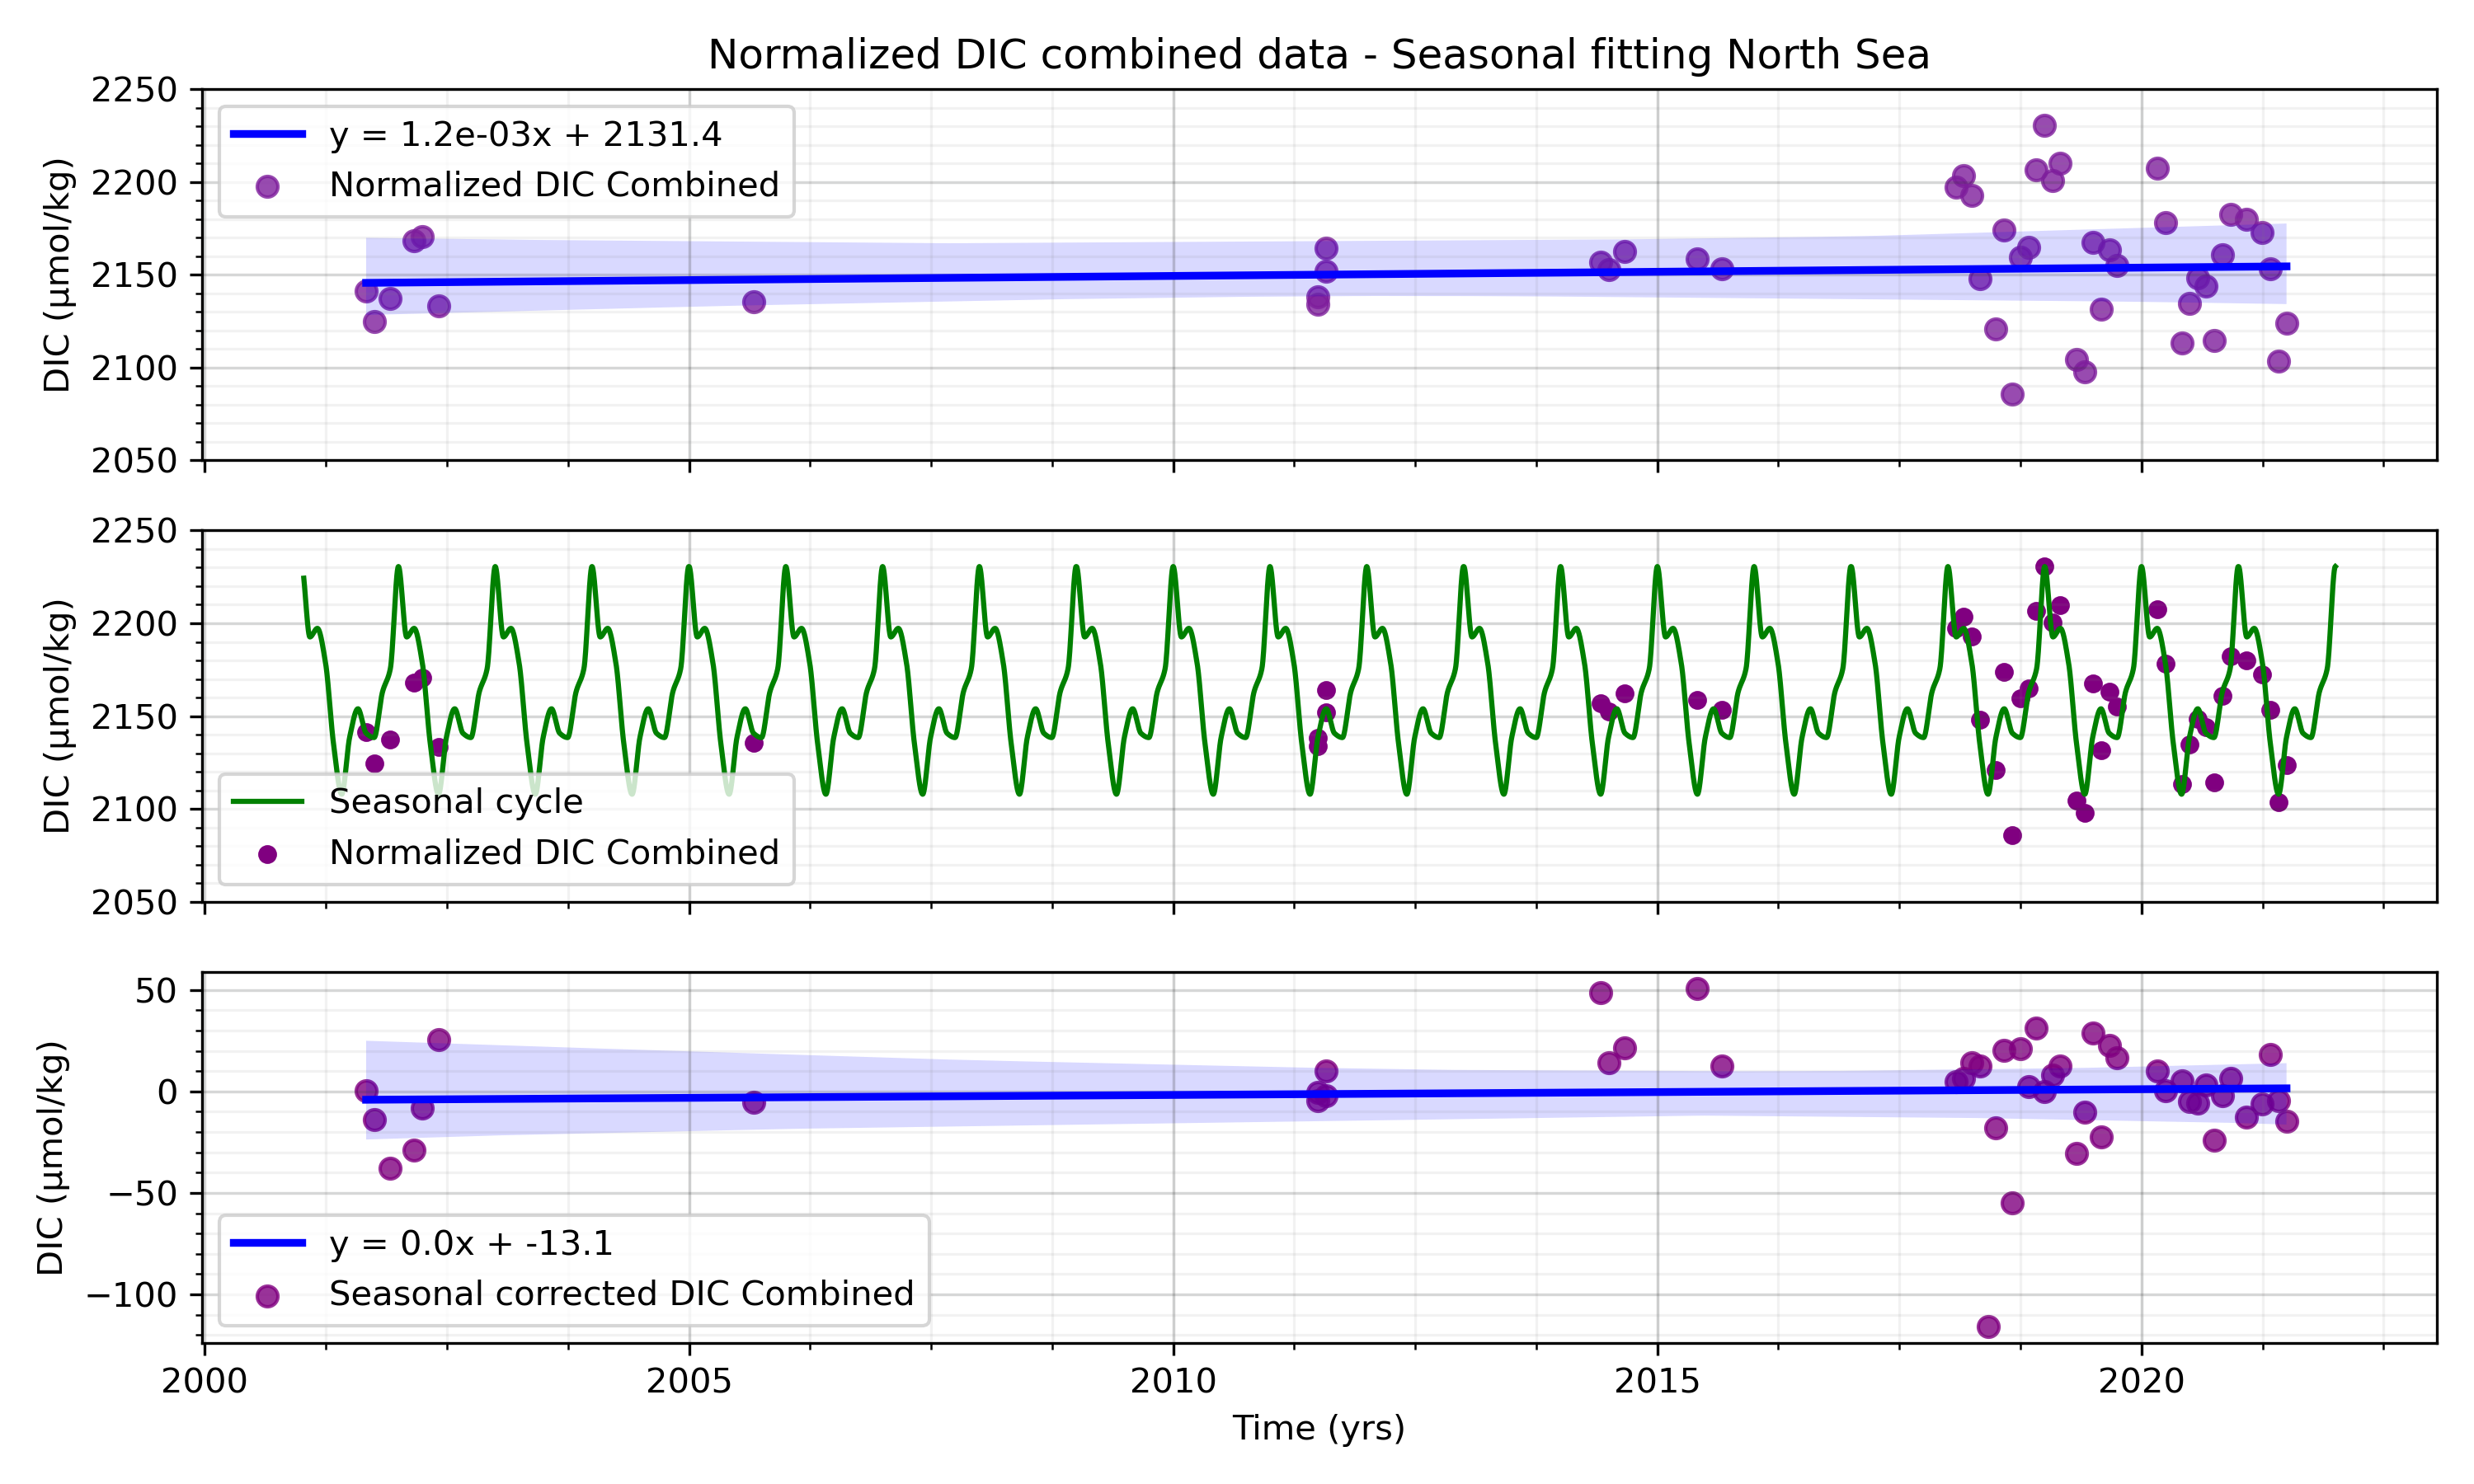 Normalized DIC combined data - Seasonal fitting North Sea
2250
2200
2150
2100
2050
DIC (µmol/kg)
y = 1.2e-03x + 2131.4
Normalized DIC Combined
2250
2200
2150
2100
2050
DIC (µmol/kg)
Seasonal cycle
Normalized DIC Combined
50
0
−50
−100
DIC (µmol/kg)
y = 0.0x + -13.1
Seasonal corrected DIC Combined
2000 2005 2010 2015 2020
Time (yrs)